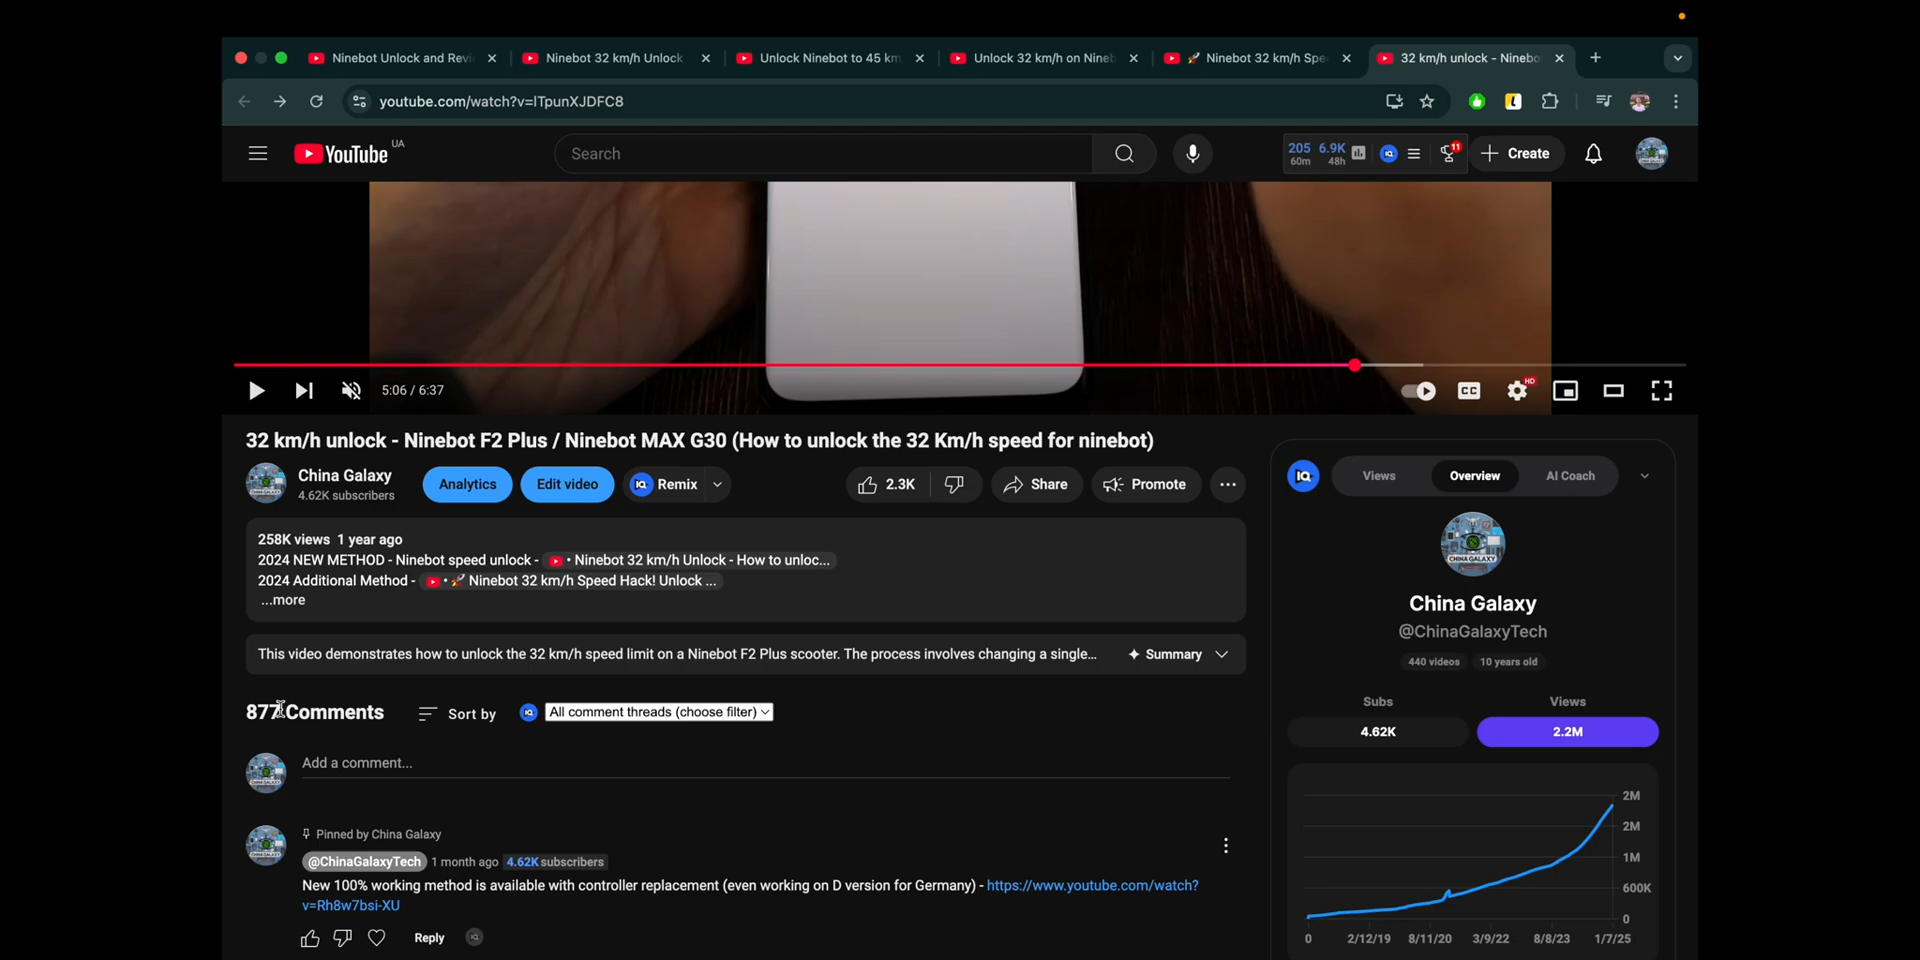 Ninebot Unlock and Revi
Ninebot 32 km/h Unlock
Unlock Ninebot to 45 km
Unlock 32 km/h on Nineb
🚀 Ninebot 32 km/h Spe
32 km/h unlock - Ninebo
youtube.com/watch?v=lTpunXJDFC8
YouTube UA
Search
205 6.9K
60m 48h
11
Create
5:06 / 6:37
CC
HD
32 km/h unlock - Ninebot F2 Plus / Ninebot MAX G30 (How to unlock the 32 Km/h speed for ninebot)
China Galaxy
4.62K subscribers
Analytics
Edit video
Remix
2.3K
Share
Promote
258K views 1 year ago
2024 NEW METHOD - Ninebot speed unlock - • Ninebot 32 km/h Unlock - How to unloc...
2024 Additional Method - • 🚀 Ninebot 32 km/h Speed Hack! Unlock ...
...more
This video demonstrates how to unlock the 32 km/h speed limit on a Ninebot F2 Plus scooter. The process involves changing a single...
Summary
877 Comments
Sort by
All comment threads (choose filter)
Add a comment...
Pinned by China Galaxy
@ChinaGalaxyTech 1 month ago 4.62K subscribers
New 100% working method is available with controller replacement (even working on D version for Germany) - https://www.youtube.com/watch?
v=Rh8w7bsi-XU
Reply
Views
Overview
AI Coach
CHINA GALAXY
China Galaxy
@ChinaGalaxyTech
440 videos
10 years old
Subs
Views
4.62K
2.2M
2M
2M
1M
600K
0
0 2/12/19 8/11/20 3/9/22 8/8/23 1/7/25